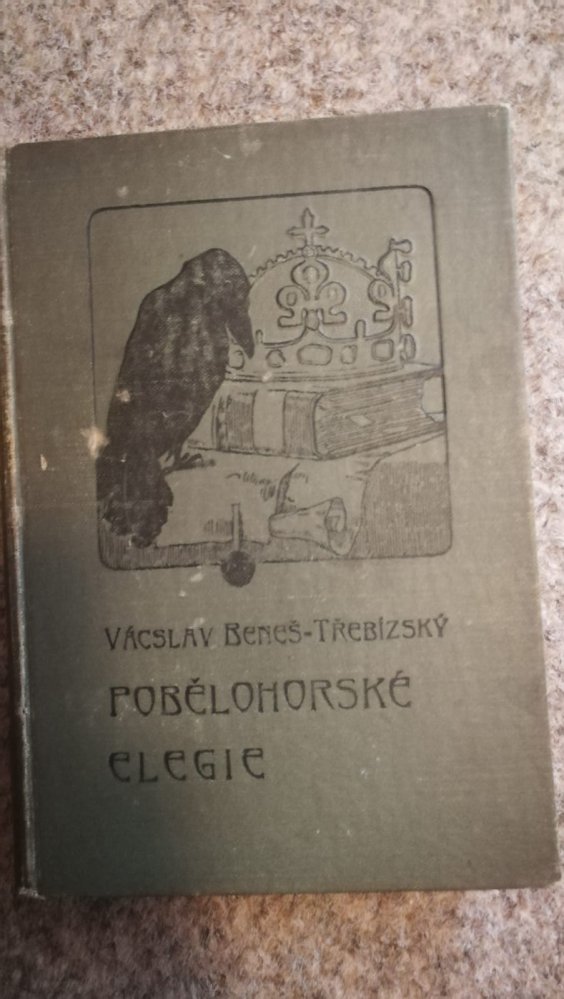 Vácslav Beneš-Třebízský
Pobělohorské
elegie